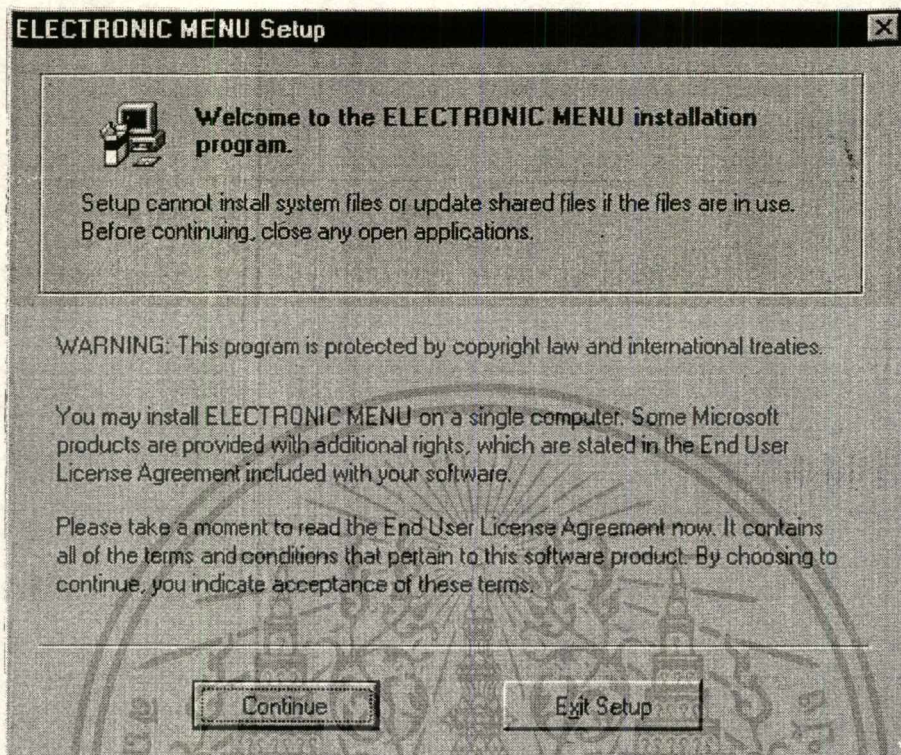 ELECTRONIC MENU Setup
Welcome to the ELECTRONIC MENU installation
program.
Setup cannot install system files or update shared files if the files are in use.
Before continuing, close any open applications.
WARNING: This program is protected by copyright law and international treaties.
You may install ELECTRONIC MENU on a single computer. Some Microsoft
products are provided with additional rights, which are stated in the End User
License Agreement included with your software.
Please take a moment to read the End User License Agreement now. It contains
all of the terms and conditions that pertain to this software product. By choosing to
continue, you indicate acceptance of these terms.
Continue
Exit Setup